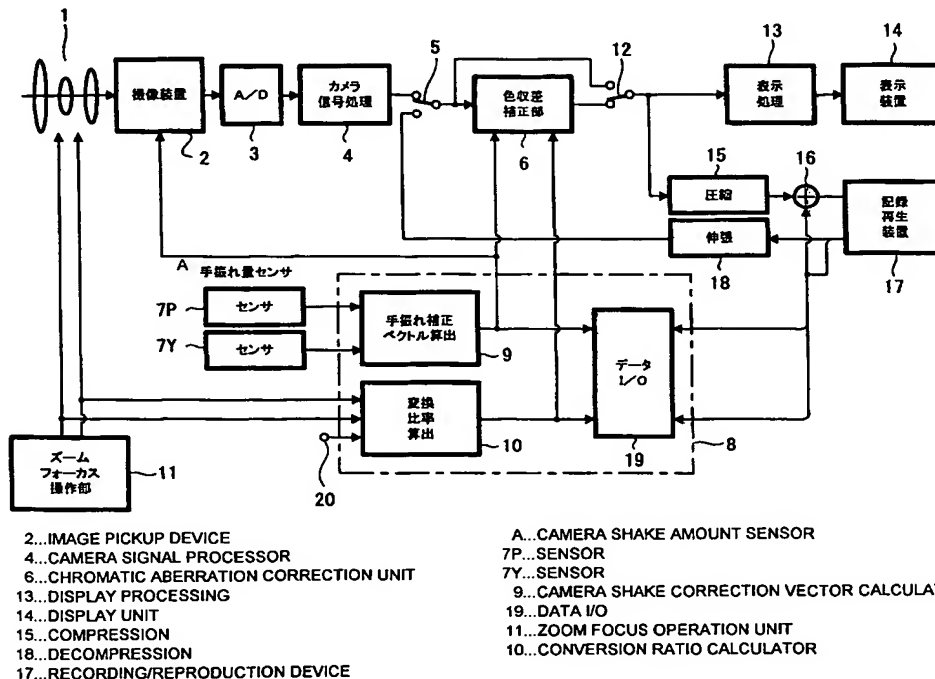 1
5
12
13
14
撮像装置
A/D
カメラ
信号処理
色収差
補正部
表示
処理
表示
装置
2
3
4
6
15
16
圧縮
伸張
18
記録
再生
装置
17
A
手振れ量センサ
7P
センサ
7Y
センサ
手振れ補正
ベクトル算出
9
データ
I/O
19
変換
比率
算出
10
8
20
ズーム
フォーカス
操作部
11
2...IMAGE PICKUP DEVICE
4...CAMERA SIGNAL PROCESSOR
6...CHROMATIC ABERRATION CORRECTION UNIT
13...DISPLAY PROCESSING
14...DISPLAY UNIT
15...COMPRESSION
18...DECOMPRESSION
17...RECORDING/REPRODUCTION DEVICE
A...CAMERA SHAKE AMOUNT SENSOR
7P...SENSOR
7Y...SENSOR
9...CAMERA SHAKE CORRECTION VECTOR CALCULAT
19...DATA I/O
11...ZOOM FOCUS OPERATION UNIT
10...CONVERSION RATIO CALCULATOR